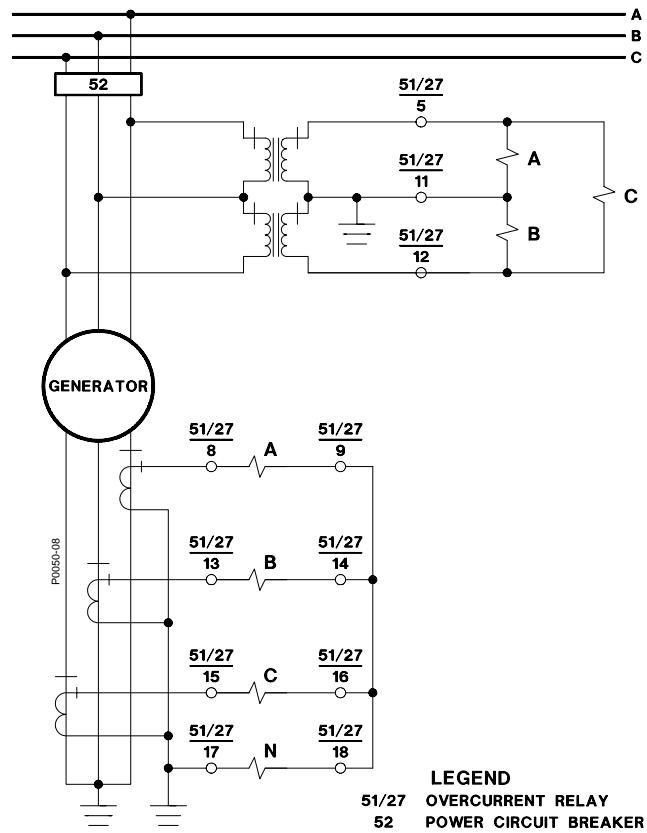 A
B
C
52
51/27
5
A
51/27
11
C
B
51/27
12
GENERATOR
51/27
8
A
51/27
9
P0050-08
51/27
13
B
51/27
14
51/27
15
C
51/27
16
51/27
17
N
51/27
18
LEGEND
51/27 OVERCURRENT RELAY
52 POWER CIRCUIT BREAKER